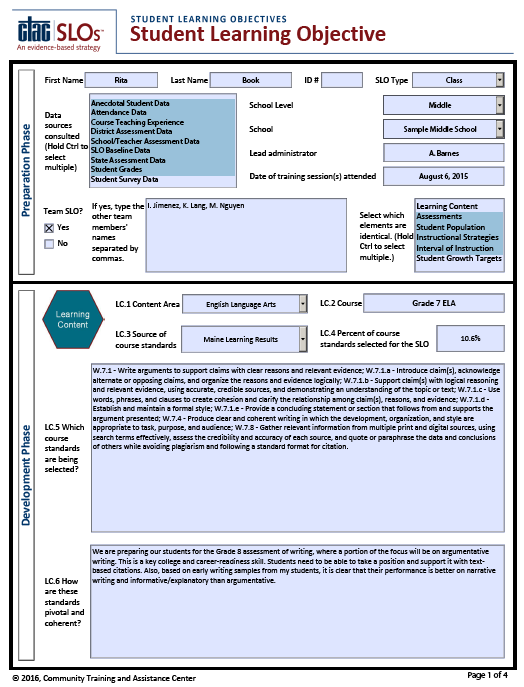 ctac SLOs™
An evidence-based strategy
STUDENT LEARNING OBJECTIVES
Student Learning Objective
Preparation Phase
First Name Rita Last Name Book ID # SLO Type Class
Data sources consulted (Hold Ctrl to select multiple)
Anecdotal Student Data
Attendance Data
Course Teaching Experience
District Assessment Data
School/Teacher Assessment Data
SLO Baseline Data
State Assessment Data
Student Grades
Student Survey Data
School Level Middle
School Sample Middle School
Lead administrator A. Barnes
Date of training session(s) attended August 6, 2015
Team SLO?
Yes
No
If yes, type the other team members' names separated by commas.
I. Jimenez, K. Lang, M. Nguyen
Select which elements are identical. (Hold Ctrl to select multiple.)
Learning Content
Assessments
Student Population
Instructional Strategies
Interval of Instruction
Student Growth Targets
Development Phase
Learning
Content
LC.1 Content Area English Language Arts LC.2 Course Grade 7 ELA
LC.3 Source of course standards Maine Learning Results LC.4 Percent of course standards selected for the SLO 10.6%
LC.5 Which course standards are being selected?
W.7.1 - Write arguments to support claims with clear reasons and relevant evidence; W.7.1.a - Introduce claim(s), acknowledge
alternate or opposing claims, and organize the reasons and evidence logically; W.7.1.b - Support claim(s) with logical reasoning
and relevant evidence, using accurate, credible sources, and demonstrating an understanding of the topic or text; W.7.1.c - Use
words, phrases, and clauses to create cohesion and clarify the relationship among claim(s), reasons, and evidence; W.7.1.d -
Establish and maintain a formal style; W.7.1.e - Provide a concluding statement or section that follows from and supports the
argument presented; W.7.4 - Produce clear and coherent writing in which the development, organization, and style are
appropriate to task, purpose, and audience; W.7.8 - Gather relevant information from multiple print and digital sources, using
search terms effectively, assess the credibility and accuracy of each source, and quote or paraphrase the data and conclusions
of others while avoiding plagiarism and following a standard format for citation.
LC.6 How are these standards pivotal and coherent?
We are preparing our students for the Grade 8 assessment of writing, where a portion of the focus will be on argumentative
writing. This is a key college and career-readiness skill. Students need to be able to take a position and support it with text-
based citations. Also, based on early writing samples from my students, it is clear that their performance is better on narrative
writing and informative/explanatory than argumentative.
© 2016, Community Training and Assistance Center
Page 1 of 4